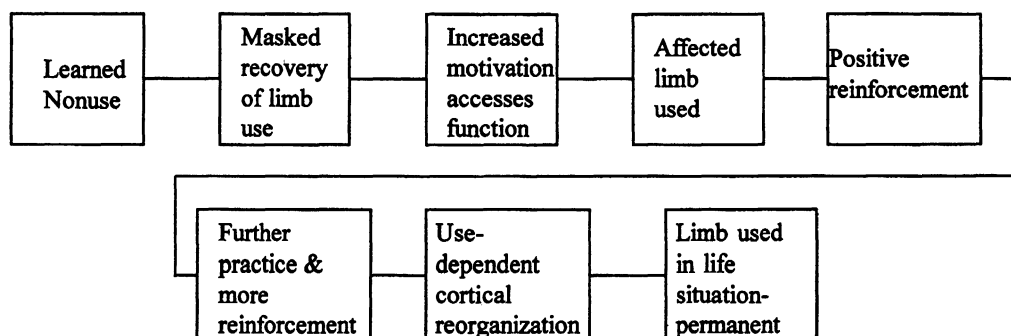 Learned
Nonuse
Masked
recovery
of limb
use
Increased
motivation
accesses
function
Affected
limb
used
Positive
reinforcement
Further
practice &
more
reinforcement
Use-
dependent
cortical
reorganization
Limb used
in life
situation-
permanent